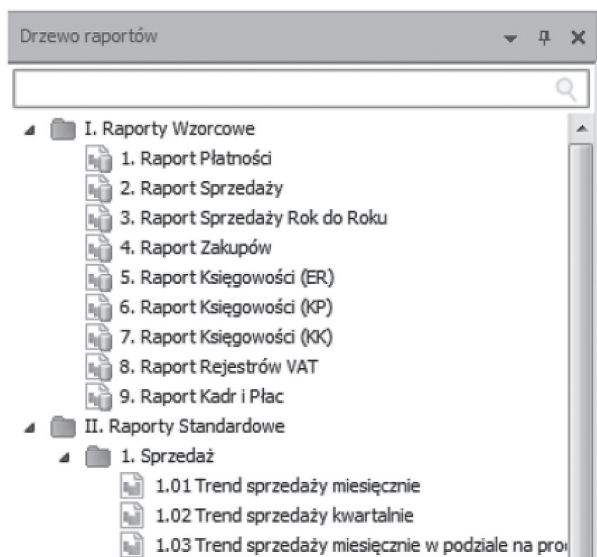 Drzewo raportów
I. Raporty Wzorcowe
1. Raport Płatności
2. Raport Sprzedaży
3. Raport Sprzedaży Rok do Roku
4. Raport Zakupów
5. Raport Księgowości (ER)
6. Raport Księgowości (KP)
7. Raport Księgowości (KK)
8. Raport Rejestrów VAT
9. Raport Kadr i Płac
II. Raporty Standardowe
1. Sprzedaż
1.01 Trend sprzedaży miesięcznie
1.02 Trend sprzedaży kwartalnie
1.03 Trend sprzedaży miesięcznie w podziale na